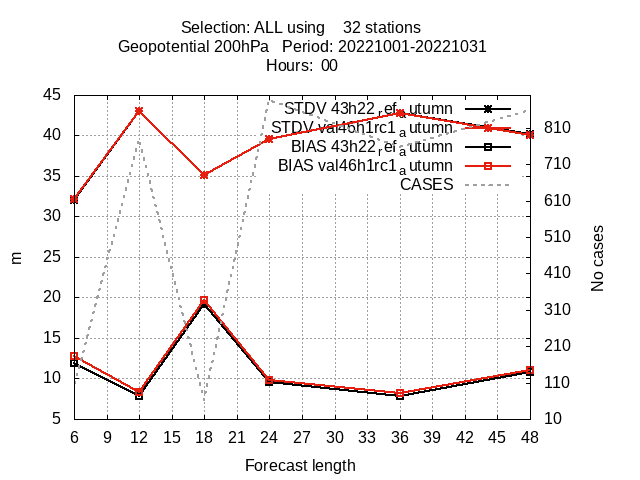 Selection: ALL using 32 stations
Geopotential 200hPa Period: 20221001-20221031
Hours: 00
45
40
35
30
25
20
15
10
5
m
STDV 43h22_ref_autumn
STDV val46h1rc1_autumn
BIAS 43h22_ref_autumn
BIAS val46h1rc1_autumn
CASES
810
710
610
510
410
310
210
110
10
No cases
6 9 12 15 18 21 24 27 30 33 36 39 42 45 48
Forecast length